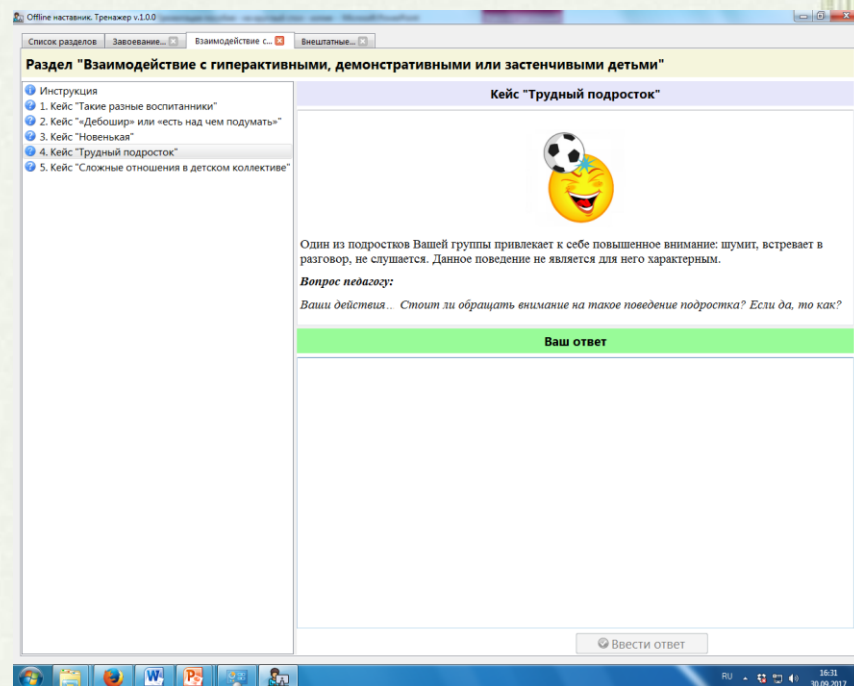 Offline наставник. Тренажер v.1.0.0
Список разделов
Завоевание...
Взаимодействие с...
Внештатные...
Раздел "Взаимодействие с гиперактивными, демонстративными или застенчивыми детьми"
Инструкция
1. Кейс "Такие разные воспитанники"
2. Кейс "«Дебошир» или «есть над чем подумать»"
3. Кейс "Новенькая"
4. Кейс "Трудный подросток"
5. Кейс "Сложные отношения в детском коллективе"
Кейс "Трудный подросток"
Один из подростков Вашей группы привлекает к себе повышенное внимание: шумит, встревает в
разговор, не слушается. Данное поведение не является для него характерным.
Вопрос педагогу:
Ваши действия… Стоит ли обращать внимание на такое поведение подростка? Если да, то как?
Ваш ответ
Ввести ответ
RU
16:31
30.09.2017